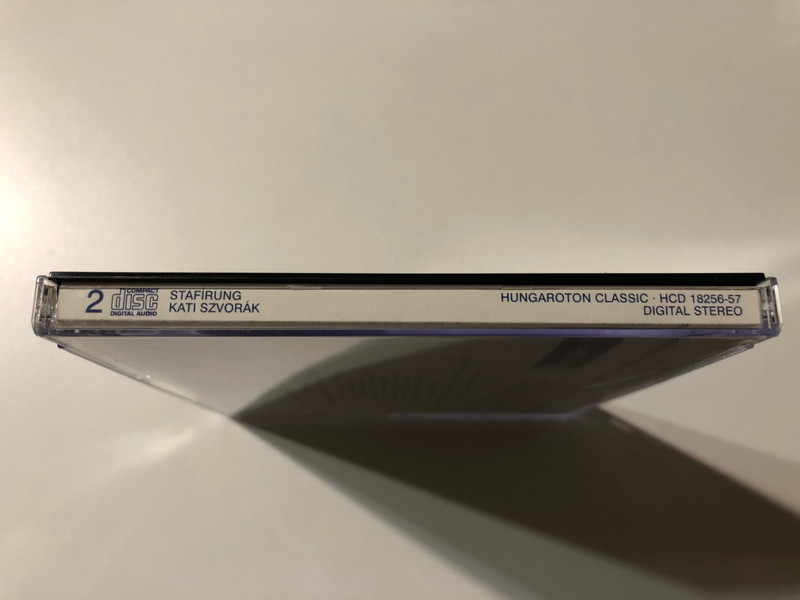 2
COMPACT
disc
DIGITAL AUDIO
STAFÍRUNG
KATI SZVORÁK
HUNGAROTON CLASSIC · HCD 18256-57
DIGITAL STEREO